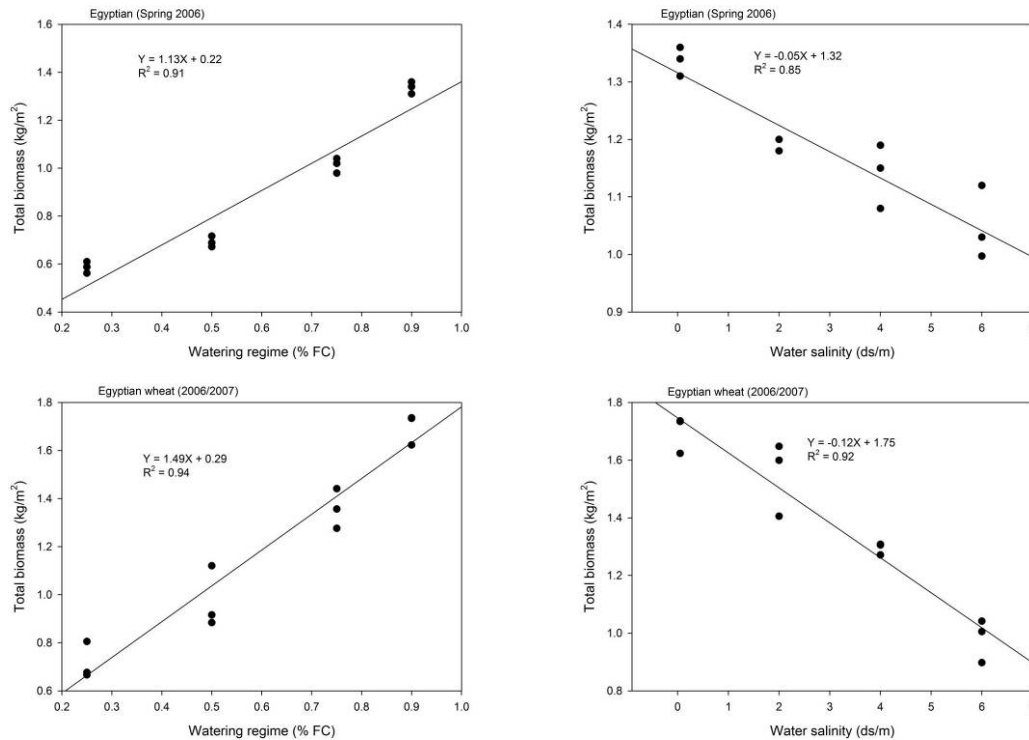 Egyptian (Spring 2006)
Y = 1.13X + 0.22
R² = 0.91
Total biomass (kg/m²)
1.6
1.4
1.2
1.0
0.8
0.6
0.4
0.2 0.3 0.4 0.5 0.6 0.7 0.8 0.9 1.0
Watering regime (% FC)
Egyptian (Spring 2006)
Y = -0.05X + 1.32
R² = 0.85
Total biomass (kg/m²)
1.4
1.3
1.2
1.1
1.0
0.9
0 1 2 3 4 5 6
Water salinity (ds/m)
Egyptian wheat (2006/2007)
Y = 1.49X + 0.29
R² = 0.94
Total biomass (kg/m²)
1.8
1.6
1.4
1.2
1.0
0.8
0.6
0.2 0.3 0.4 0.5 0.6 0.7 0.8 0.9 1.0
Watering regime (% FC)
Egyptian wheat (2006/2007)
Y = -0.12X + 1.75
R² = 0.92
Total biomass (kg/m²)
1.8
1.6
1.4
1.2
1.0
0.8
0 1 2 3 4 5 6
Water salinity (ds/m)